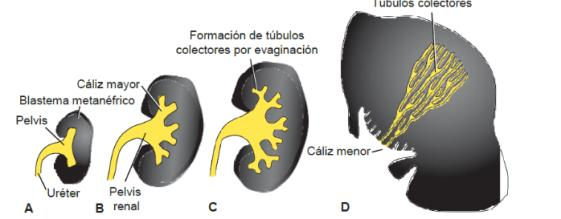 Túbulos colectores
Formación de túbulos
colectores por evaginación
Cáliz mayor
Blastema metanéfrico
Pelvis
Cáliz menor
Uréter
Pelvis
renal
A
B
C
D